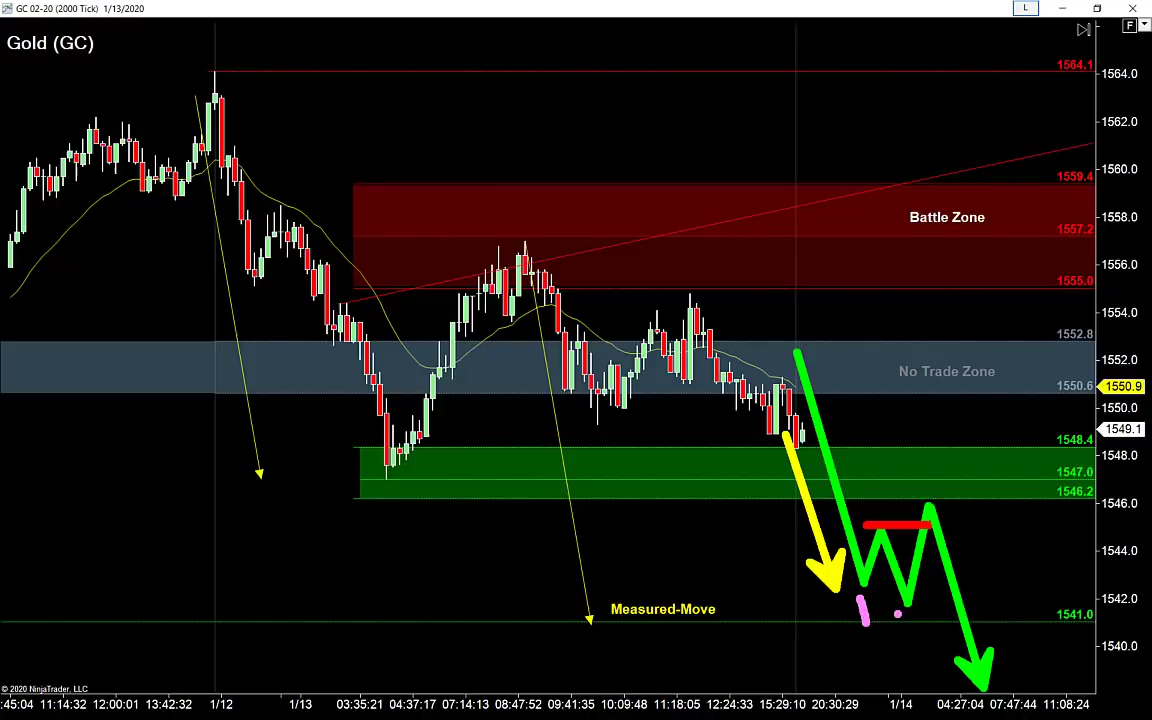 GC 02-20 (2000 Tick) 1/13/2020
L
F
Gold (GC)
1564.1
1564.0
1562.0
1560.0
1559.4
Battle Zone
1558.0
1557.2
1556.0
1555.0
1554.0
1552.8
1552.0
No Trade Zone
1550.6
1550.9
1550.0
1549.1
1548.4
1548.0
1547.0
1546.2
1546.0
1544.0
1542.0
Measured-Move
1541.0
1540.0
© 2020 NinjaTrader, LLC
:45:04 11:14:32 12:00:01 13:42:32 1/12 1/13 03:35:21 04:37:17 07:14:13 08:47:52 09:41:35 10:09:48 11:18:05 12:24:33 15:29:10 20:30:29 1/14 04:27:04 07:47:44 11:08:24